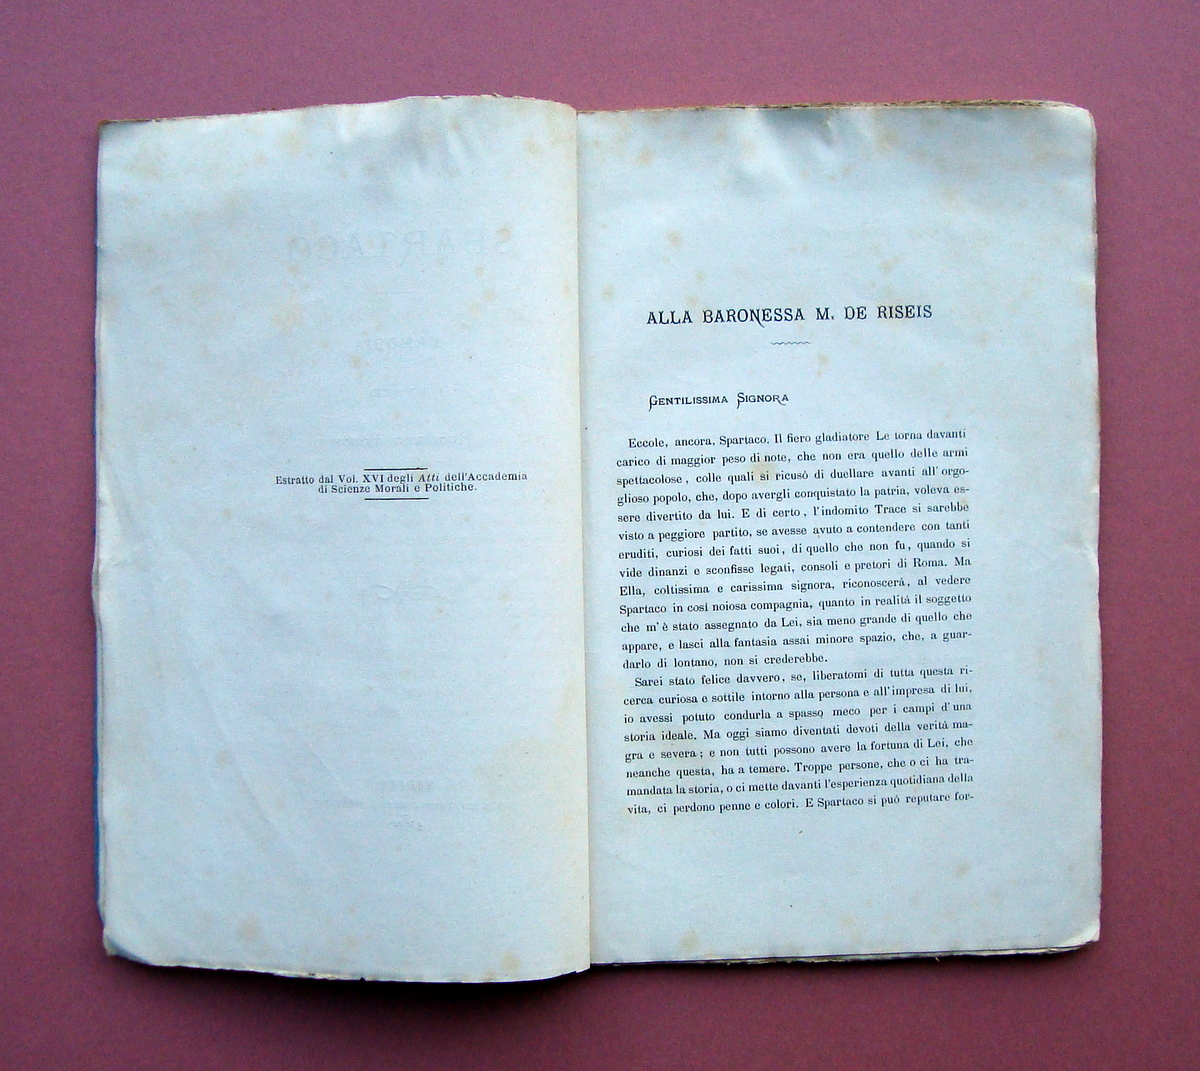 Estratto dal Vol. XVI degli Atti dell'Accademia
di Scienze Morali e Politiche.
ALLA BARONESSA M. DE RISEIS
GENTILISSIMA SIGNORA
Eccole, ancora, Spartaco. Il fiero gladiatore Le torna davanti
carico di maggior peso di note, che non era quello delle armi
spettacolose, colle quali si ricusò di duellare avanti all'orgo-
glioso popolo, che, dopo avergli conquistato la patria, voleva es-
sere divertito da lui. E di certo, l'indomito Trace si sarebbe
visto a peggiore partito, se avesse avuto a contendere con tanti
eruditi, curiosi dei fatti suoi, di quello che non fu, quando si
vide dinanzi e sconfisse legati, consoli e pretori di Roma. Ma
Ella, coltissima e carissima signora, riconoscerà, al vedere
Spartaco in così noiosa compagnia, quanto in realità il soggetto
che m'è stato assegnato da Lei, sia meno grande di quello che
appare, e lasci alla fantasia assai minore spazio, che, a guar-
darlo di lontano, non si crederebbe.
Sarei stato felice davvero, se, liberatomi di tutta questa ri-
cerca curiosa e sottile intorno alla persona e all'impresa di lui,
io avessi potuto condurla a spasso meco per i campi d'una
storia ideale. Ma oggi siamo diventati devoti della verità ma-
gra e severa; e non tutti possono avere la fortuna di Lei, che
neanche questa, ha a temere. Troppe persone, che o ci ha tra-
mandata la storia, o ci mette davanti l'esperienza quotidiana della
vita, ci perdono penne e colori. E Spartaco si può reputare for-